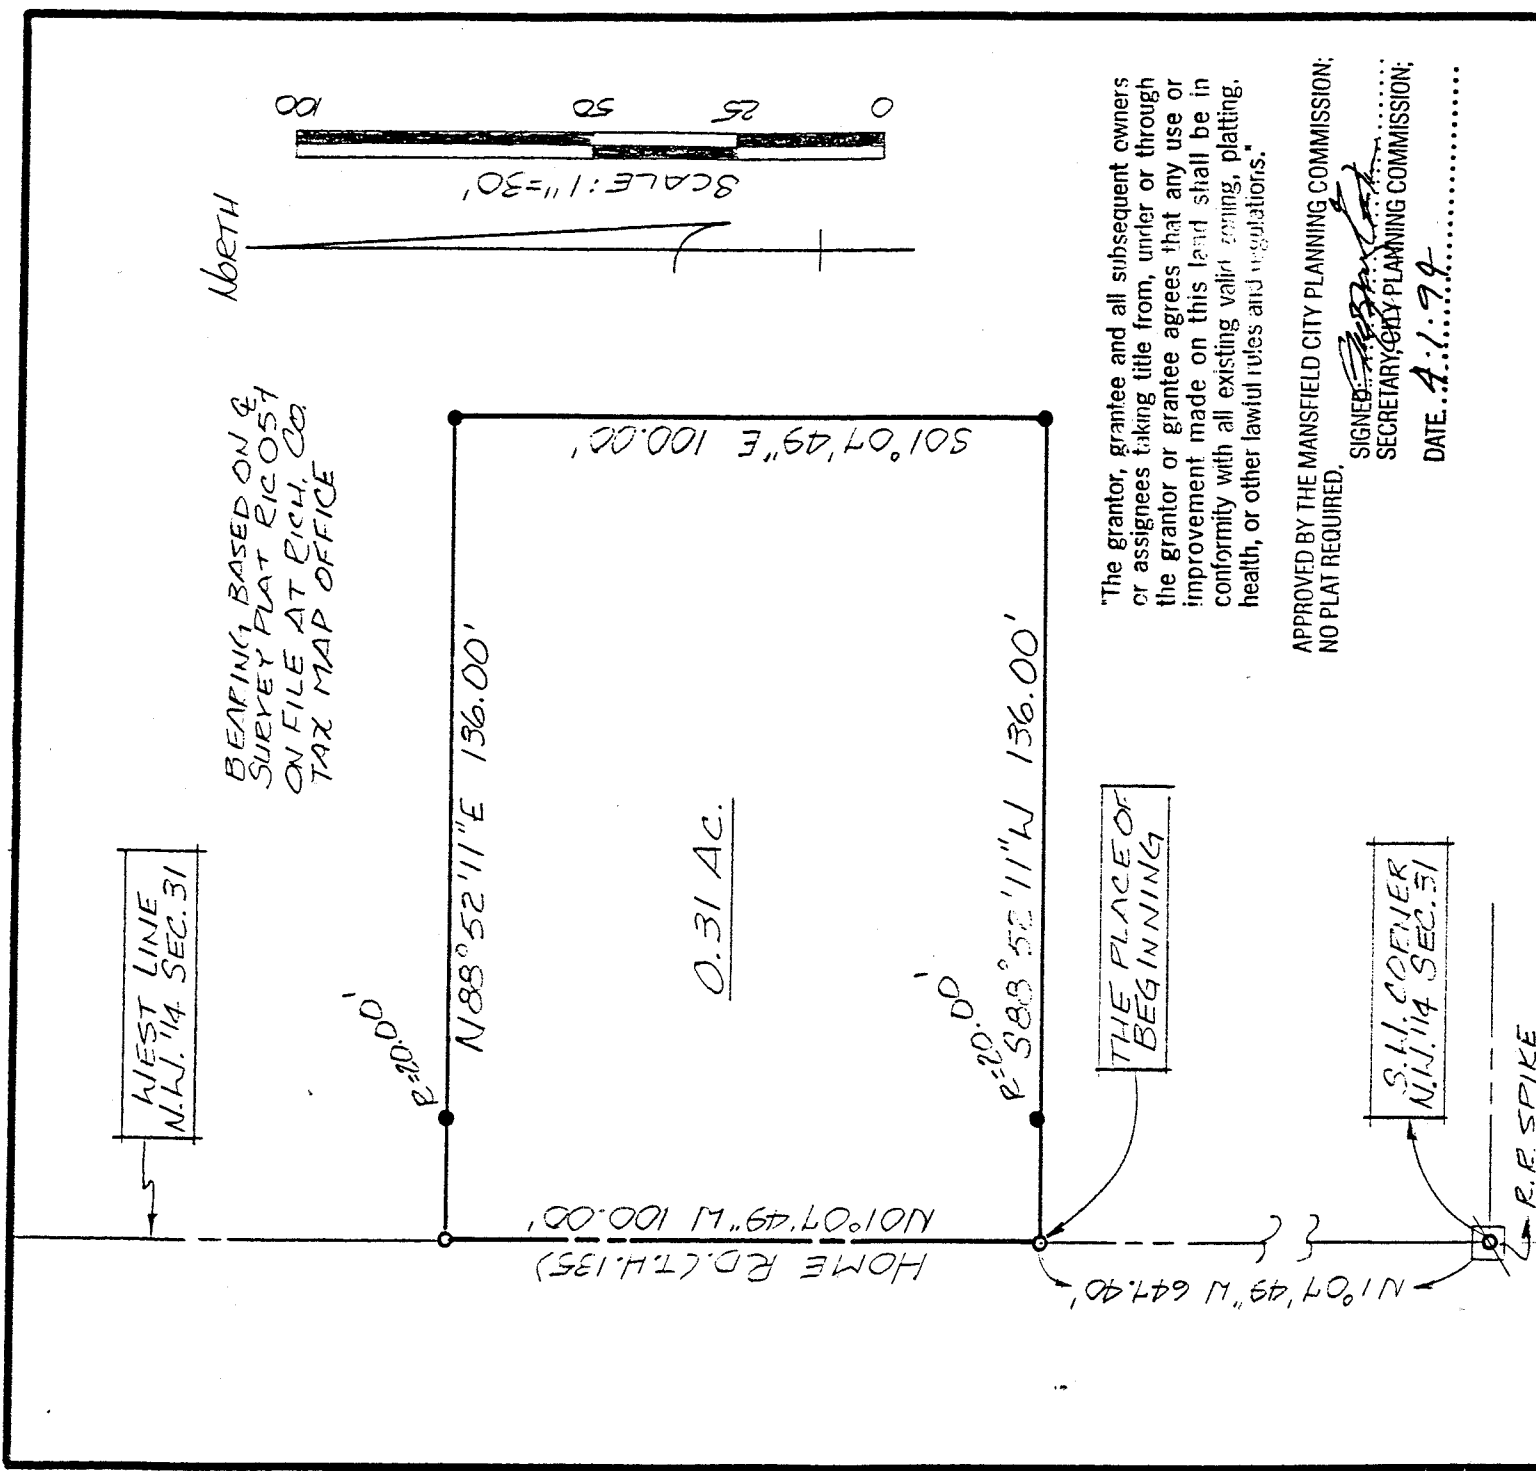 WEST LINE
N.W. 1/4 SEC. 31
BEARING BASED ON ℄
SURVEY PLAT RIC 057
ON FILE AT RICH. CO.
TAX MAP OFFICE
NORTH
SCALE: 1"=30'
0 25 50 100
R=20.00'
N88°52'11"E 136.00'
S01°07'49"E 100.00'
0.31 AC.
R=20.00'
S88°52'11"W 136.00'
N01°07'49"W 100.00'
HOME RD. (T.H. 135)
THE PLACE OF
BEGINNING
N1°07'49"W 647.40'
S.W. CORNER
N.W. 1/4 SEC. 31
R.R. SPIKE
"The grantor, grantee and all subsequent owners
or assignees taking title from, under or through
the grantor or grantee agrees that any use or
improvement made on this land shall be in
conformity with all existing valid zoning, platting,
health, or other lawful rules and regulations."
APPROVED BY THE MANSFIELD CITY PLANNING COMMISSION;
NO PLAT REQUIRED.
SIGNED:
SECRETARY, CITY PLANNING COMMISSION;
DATE 4.1.94